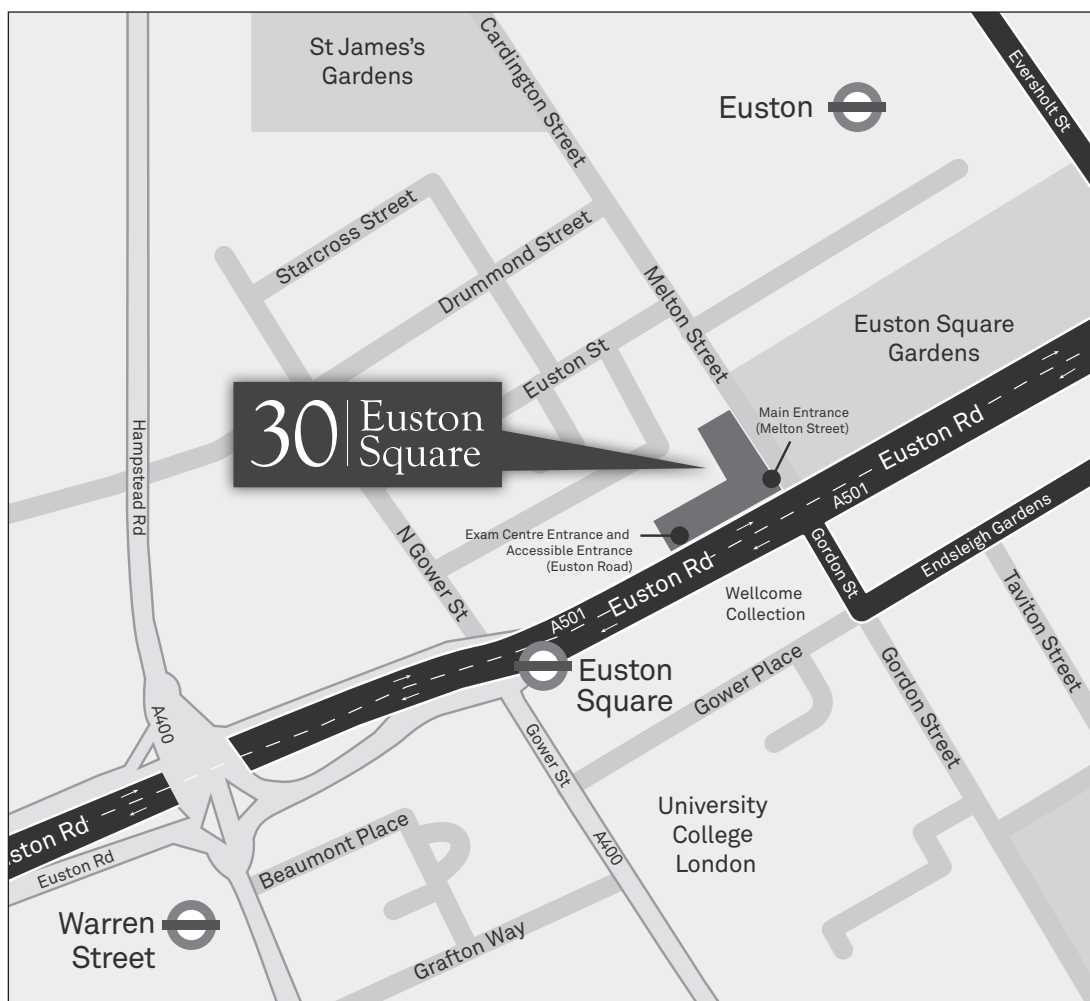 St James's
Gardens
Cardington Street
Euston
Eversholt St
Starcross Street
Drummond Street
Melton Street
Euston Square
Gardens
Euston St
30
Euston
Square
Main Entrance
(Melton Street)
Euston Rd
A501
Hampstead Rd
Exam Centre Entrance and
Accessible Entrance
(Euston Road)
N Gower St
Euston Rd
A501
Gordon St
Endsleigh Gardens
Wellcome
Collection
Taviton Street
Euston
Square
Gower Place
Gordon Street
A400
Gower St
University
College
London
A400
ston Rd
Euston Rd
Beaumont Place
Warren
Street
Grafton Way